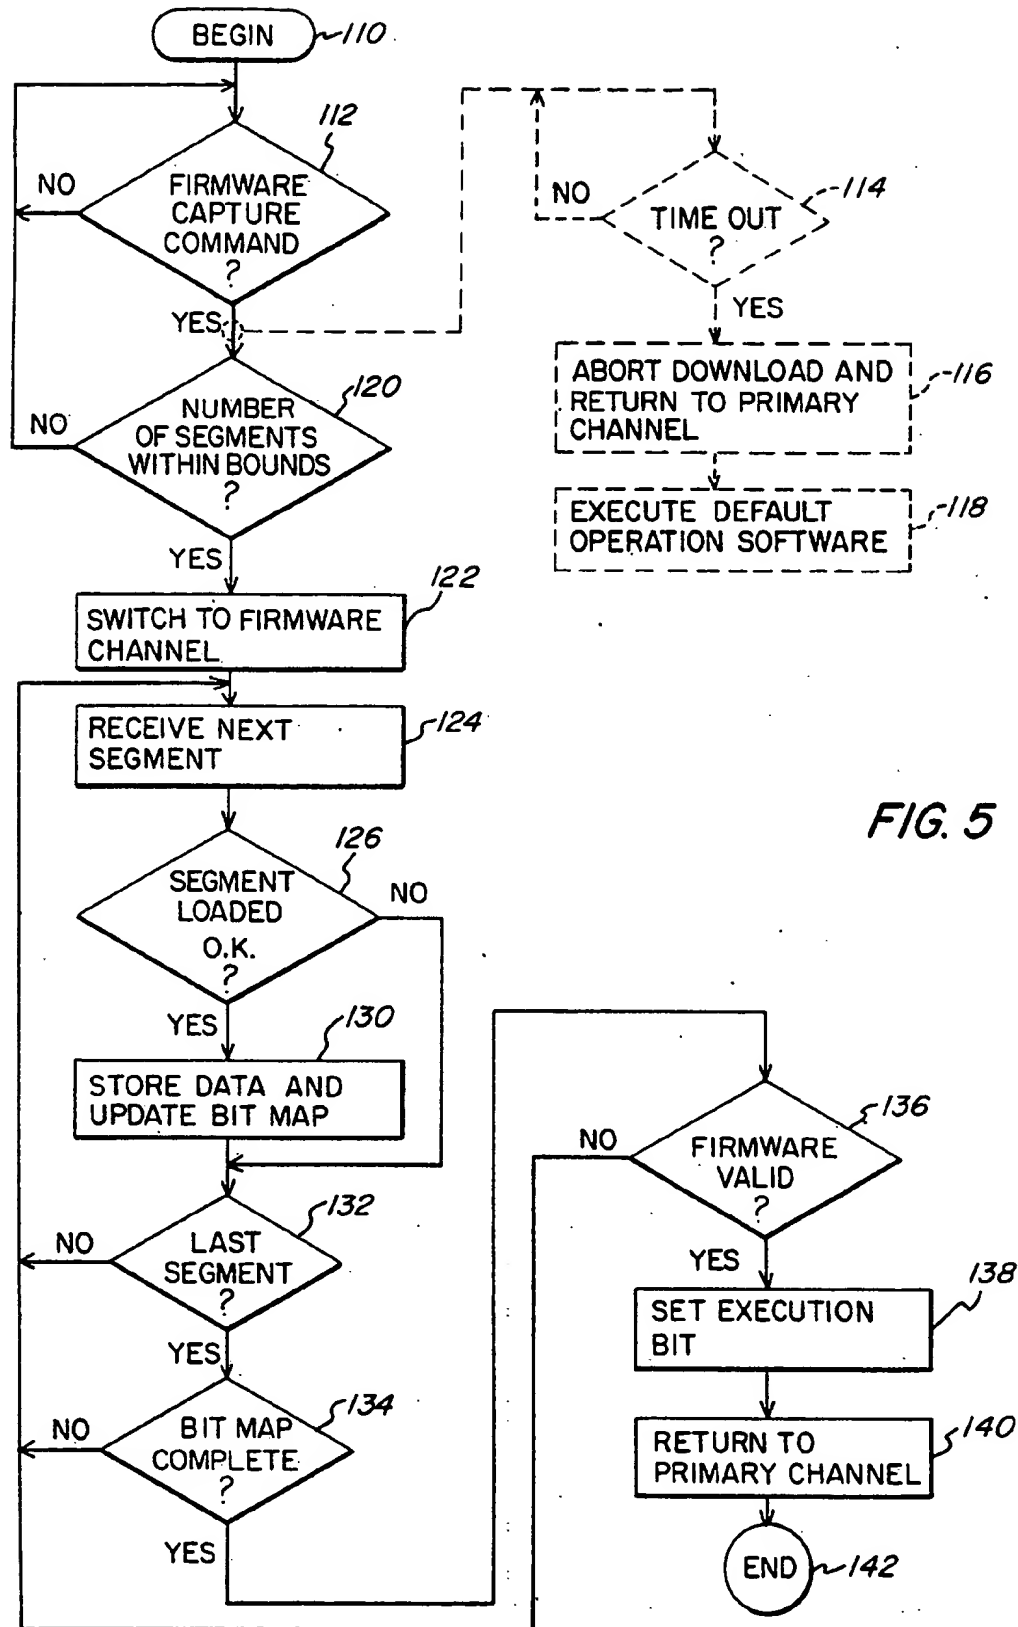 BEGIN
110
112
FIRMWARE
CAPTURE
COMMAND
?
NO
YES
114
TIME OUT
?
NO
YES
ABORT DOWNLOAD AND
RETURN TO PRIMARY
CHANNEL
116
EXECUTE DEFAULT
OPERATION SOFTWARE
118
120
NUMBER
OF SEGMENTS
WITHIN BOUNDS
?
NO
YES
122
SWITCH TO FIRMWARE
CHANNEL
RECEIVE NEXT
SEGMENT
124
FIG. 5
126
SEGMENT
LOADED
O.K.
?
NO
YES
130
STORE DATA AND
UPDATE BIT MAP
132
LAST
SEGMENT
?
NO
YES
134
BIT MAP
COMPLETE
?
NO
YES
136
FIRMWARE
VALID
?
NO
YES
138
SET EXECUTION
BIT
140
RETURN TO
PRIMARY CHANNEL
END
142